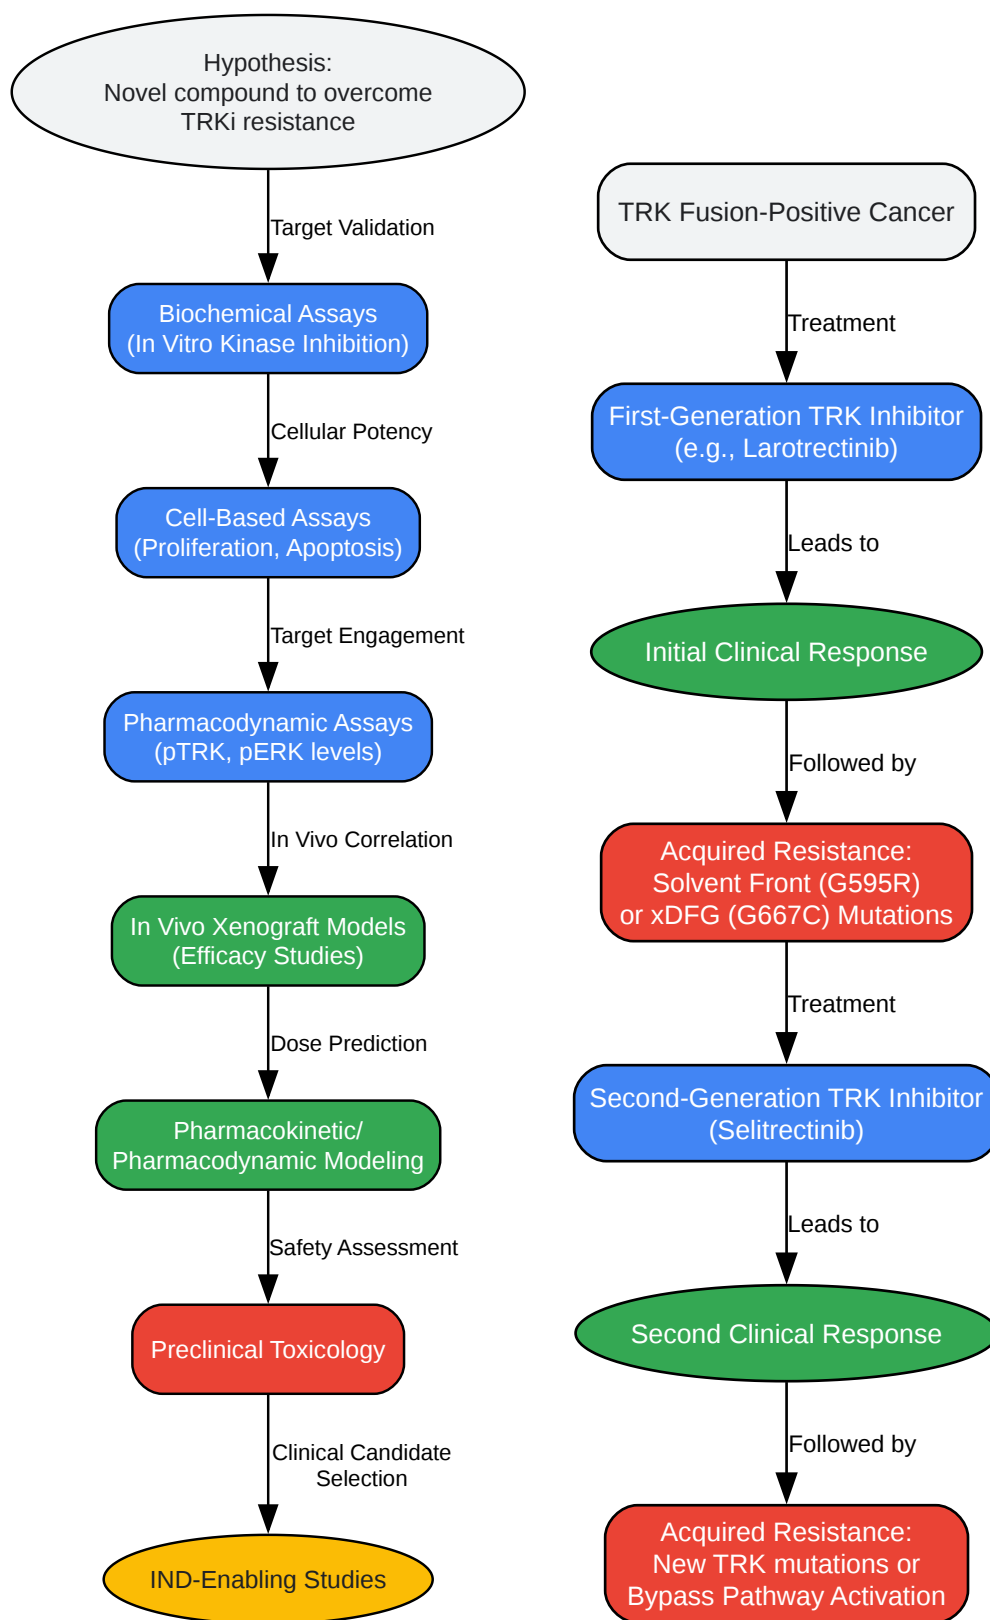 Hypothesis:
Novel compound to overcome
TRKi resistance
Target Validation
Biochemical Assays
(In Vitro Kinase Inhibition)
Cellular Potency
Cell-Based Assays
(Proliferation, Apoptosis)
Target Engagement
Pharmacodynamic Assays
(pTRK, pERK levels)
In Vivo Correlation
In Vivo Xenograft Models
(Efficacy Studies)
Dose Prediction
Pharmacokinetic/
Pharmacodynamic Modeling
Safety Assessment
Preclinical Toxicology
Clinical Candidate
Selection
IND-Enabling Studies
TRK Fusion-Positive Cancer
Treatment
First-Generation TRK Inhibitor
(e.g., Larotrectinib)
Leads to
Initial Clinical Response
Followed by
Acquired Resistance:
Solvent Front (G595R)
or xDFG (G667C) Mutations
Treatment
Second-Generation TRK Inhibitor
(Selitrectinib)
Leads to
Second Clinical Response
Followed by
Acquired Resistance:
New TRK mutations or
Bypass Pathway Activation